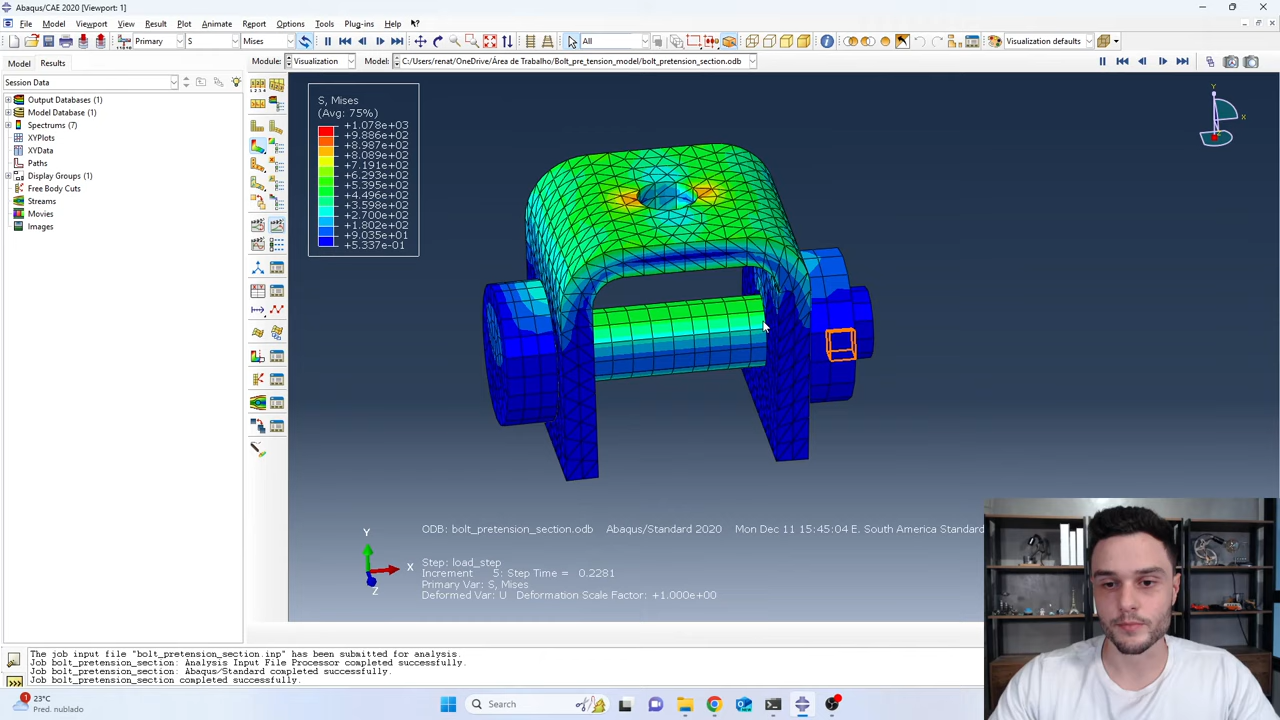 Abaqus/CAE 2020 [Viewport: 1]
File Model Viewport View Result Plot Animate Report Options Tools Plug-ins Help
Primary S Mises All Visualization defaults
Model Results Module: Visualization Model: C:/Users/renat/OneDrive/Área de Trabalho/Bolt_pre_tension_model/bolt_pretension_section.odb
Session Data
Output Databases (1)
Model Database (1)
Spectrums (7)
XYPlots
XYData
Paths
Display Groups (1)
Free Body Cuts
Streams
Movies
Images
S, Mises
(Avg: 75%)
+1.078e+03
+9.886e+02
+8.987e+02
+8.089e+02
+7.191e+02
+6.293e+02
+5.395e+02
+4.496e+02
+3.598e+02
+2.700e+02
+1.802e+02
+9.035e+01
+5.337e-01
Y
X
Y
X
Z
ODB: bolt_pretension_section.odb Abaqus/Standard 2020 Mon Dec 11 15:45:04 E. South America Standard
Step: load_step
Increment 5: Step Time = 0.2281
Primary Var: S, Mises
Deformed Var: U Deformation Scale Factor: +1.000e+00
The job input file "bolt_pretension_section.inp" has been submitted for analysis.
Job bolt_pretension_section: Analysis Input File Processor completed successfully.
Job bolt_pretension_section: Abaqus/Standard completed successfully.
Job bolt_pretension_section completed successfully.
23°C
Pred. nublado
Search